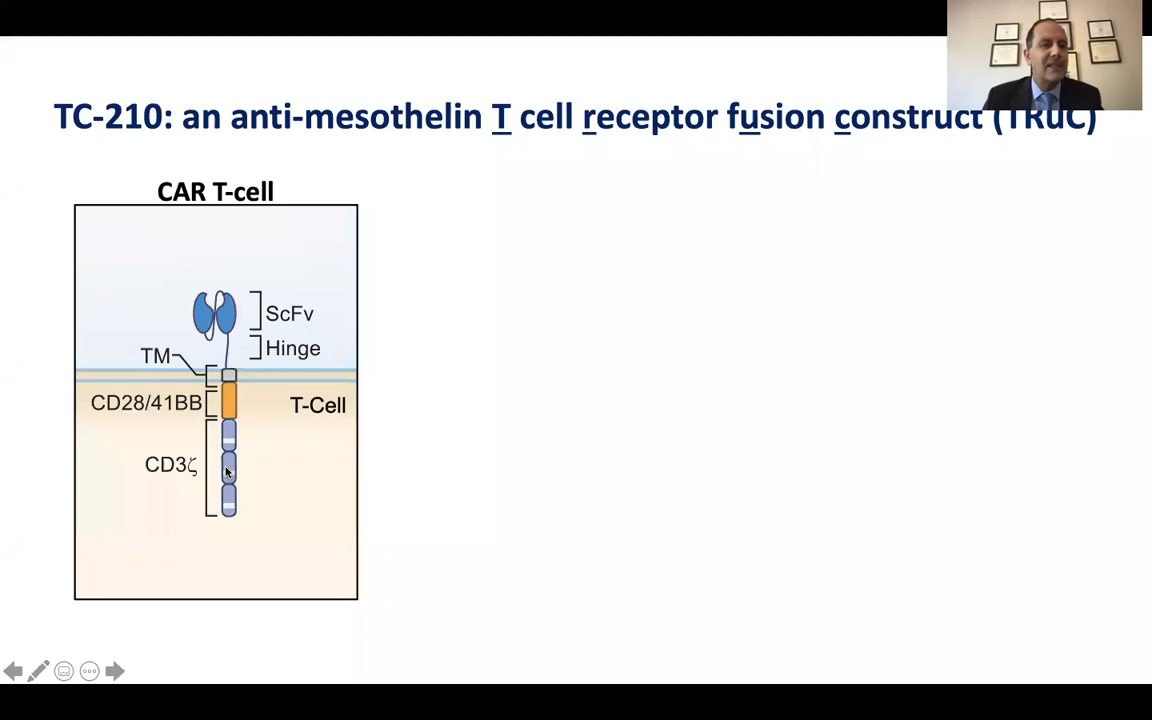 TC-210: an anti-mesothelin T cell receptor fusion construct (TRuC)
CAR T-cell
ScFv
Hinge
TM
CD28/41BB
T-Cell
CD3ζ